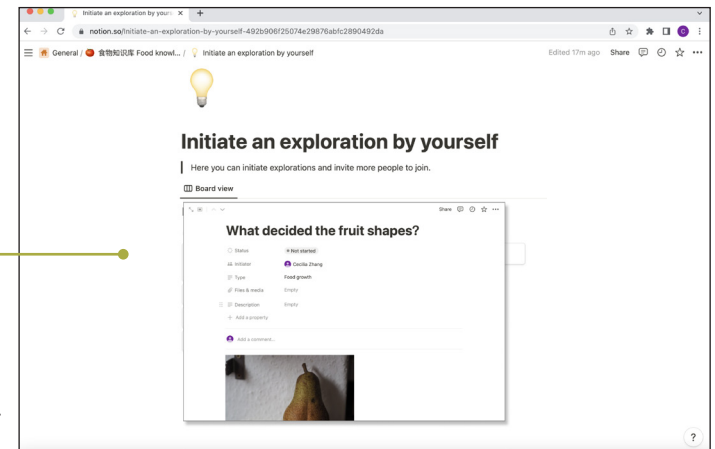 Initiate an exploration by yours
notion.so/Initiate-an-exploration-by-yourself-492b906f25074e29876abfc2890492da
C
General / 食物知识库 Food knowl... / Initiate an exploration by yourself
Edited 17m ago Share
Initiate an exploration by yourself
Here you can initiate explorations and invite more people to join.
Board view
Share
What decided the fruit shapes?
Status Not started
Initiator Cecilia Zhang
Type Food growth
Files & media Empty
Description Empty
+ Add a property
Add a comment...
?